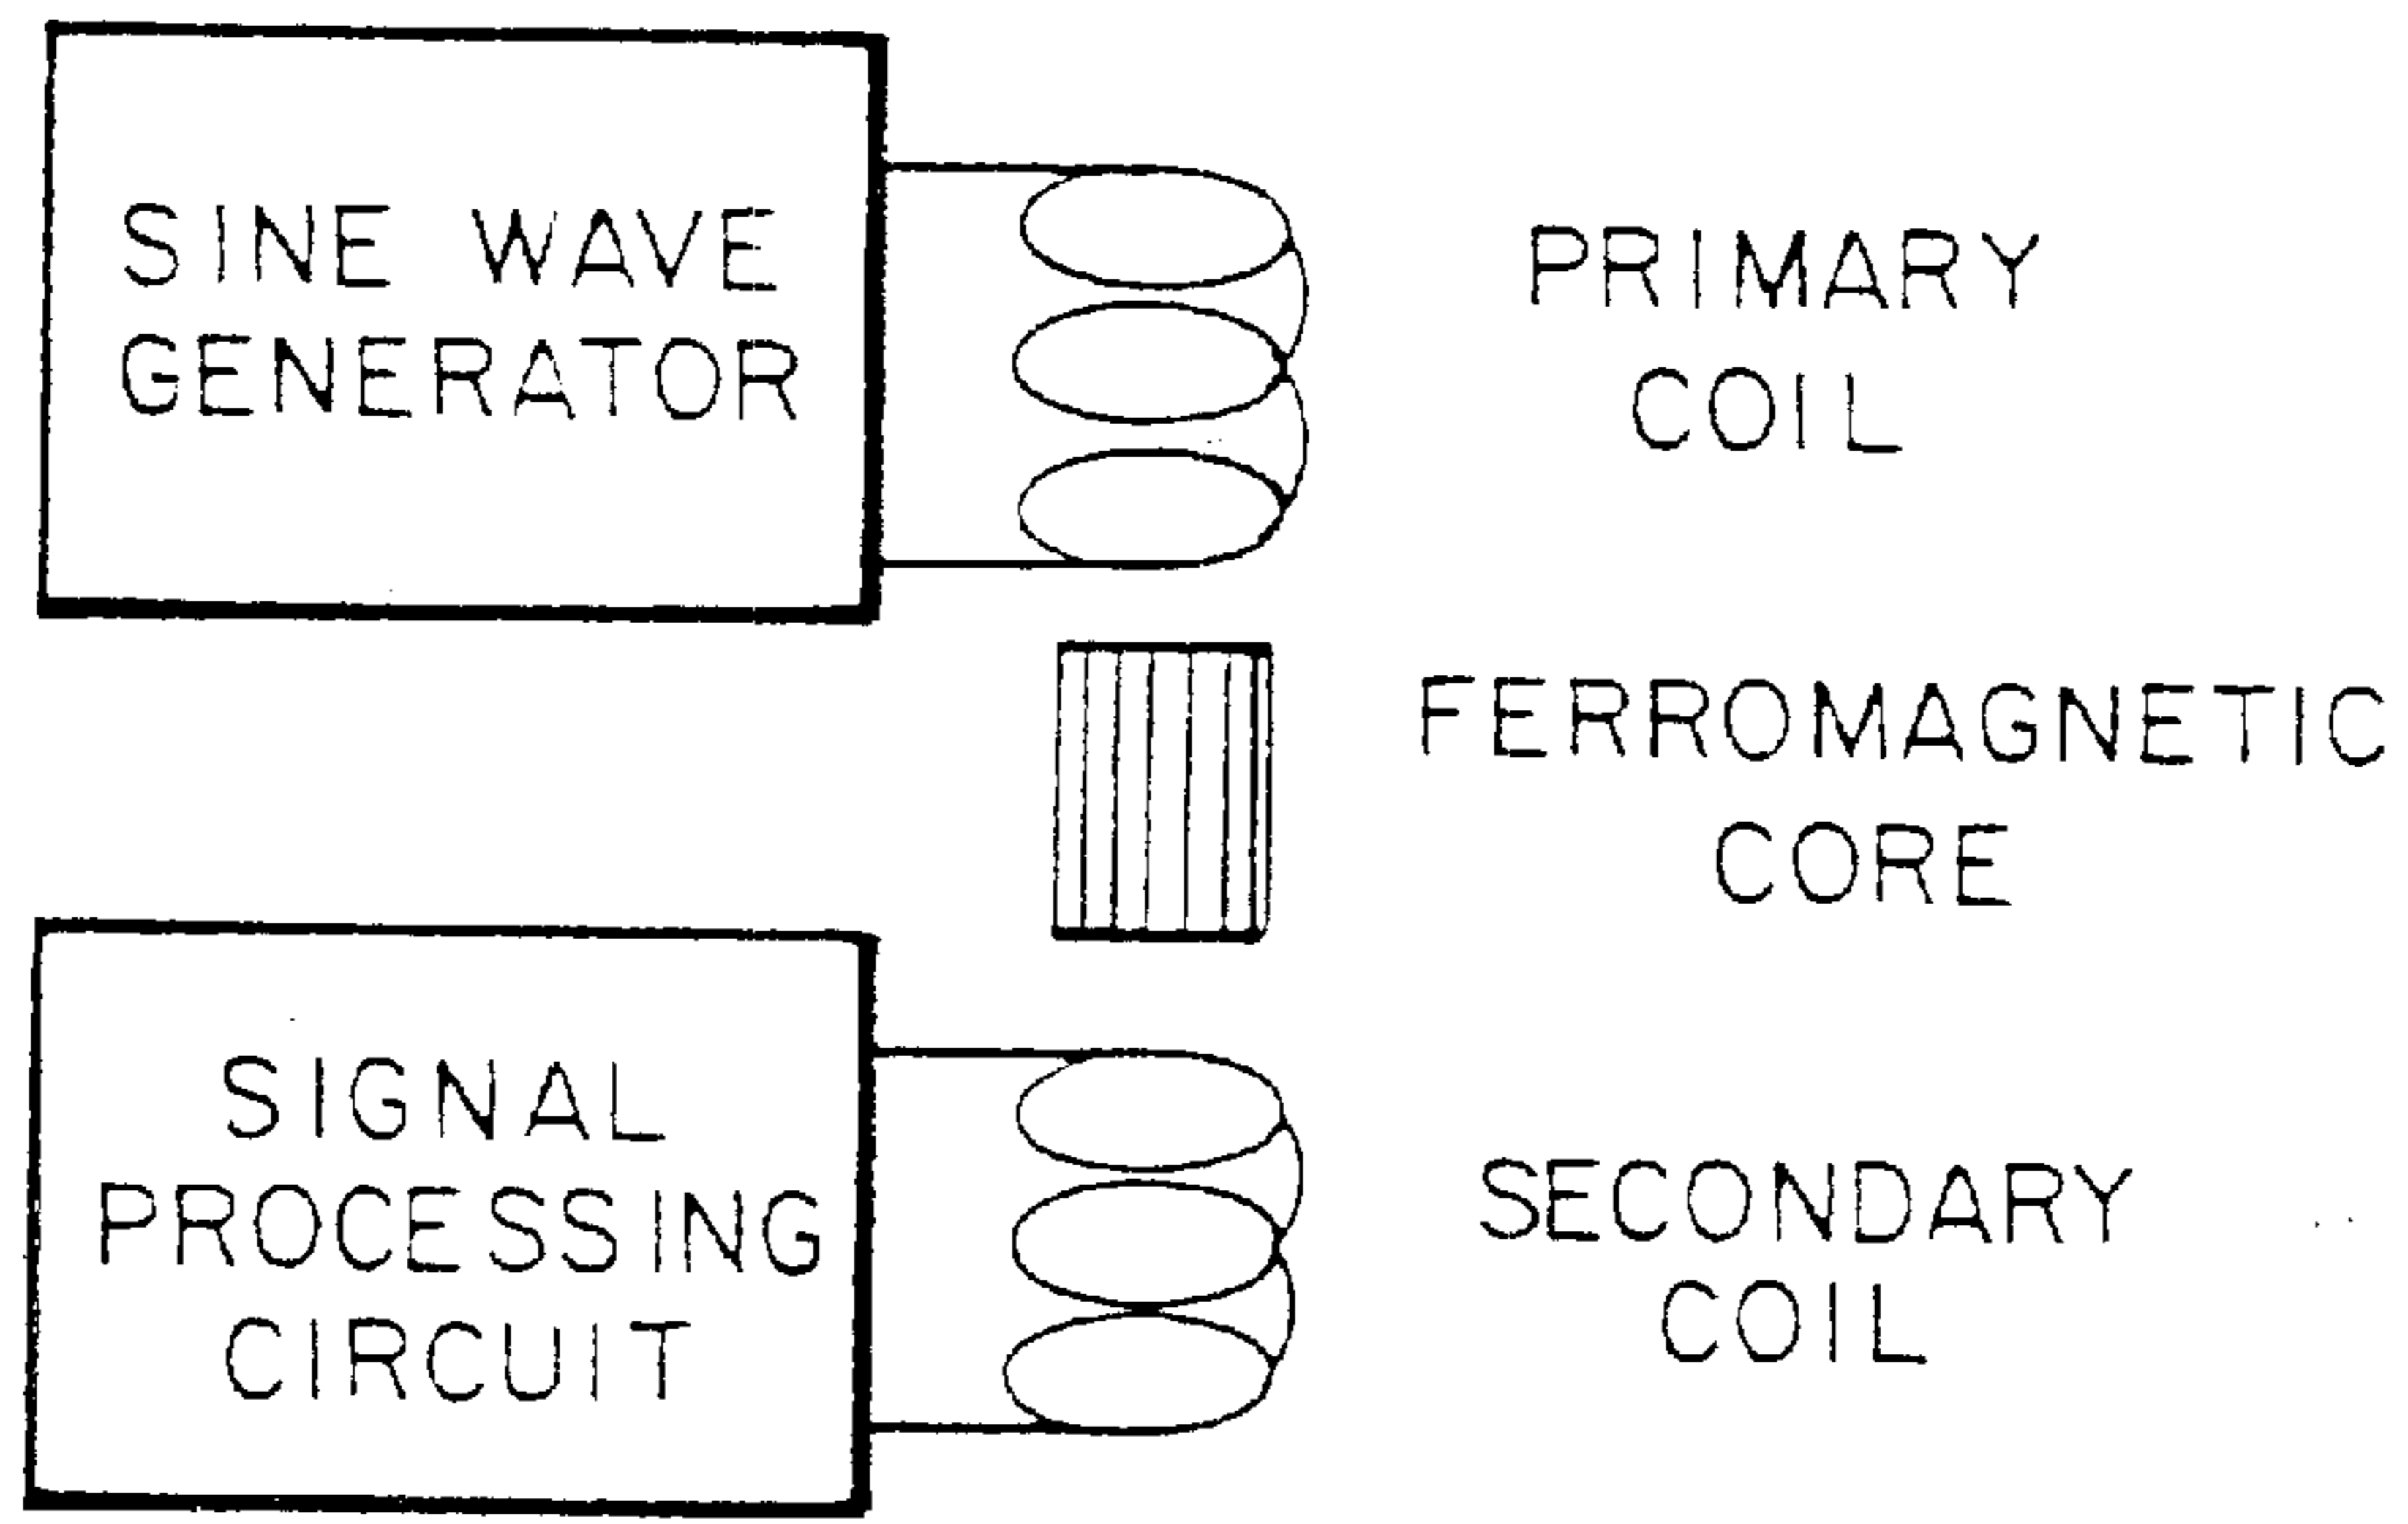 SINE WAVE
GENERATOR
PRIMARY
COIL
FERROMAGNETIC
CORE
SIGNAL
PROCESSING
CIRCUIT
SECONDARY
COIL